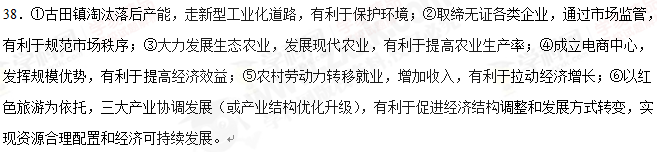 38．①古田镇淘汰落后产能，走新型工业化道路，有利于保护环境；②取缔无证各类企业，通过市场监管，
有利于规范市场秩序；③大力发展生态农业，发展现代农业，有利于提高农业生产率；④成立电商中心，
发挥规模优势，有利于提高经济效益；⑤农村劳动力转移就业，增加收入，有利于拉动经济增长；⑥以红
色旅游为依托，三大产业协调发展（或产业结构优化升级），有利于促进经济结构调整和发展方式转变，实
现资源合理配置和经济可持续发展。